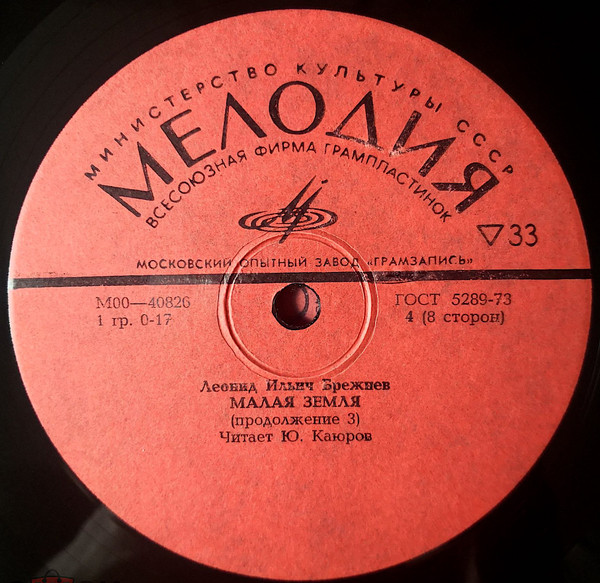 МИНИСТЕРСТВО КУЛЬТУРЫ СССР
МЕЛОДИЯ
ВСЕСОЮЗНАЯ ФИРМА ГРАМПЛАСТИНОК
▽33
МОСКОВСКИЙ ОПЫТНЫЙ ЗАВОД «ГРАМЗАПИСЬ»
М00—40826
1 гр. 0-17
ГОСТ 5289-73
4 (8 сторон)
Леонид Ильич Брежнев
МАЛАЯ ЗЕМЛЯ
(продолжение 3)
Читает Ю. Каюров